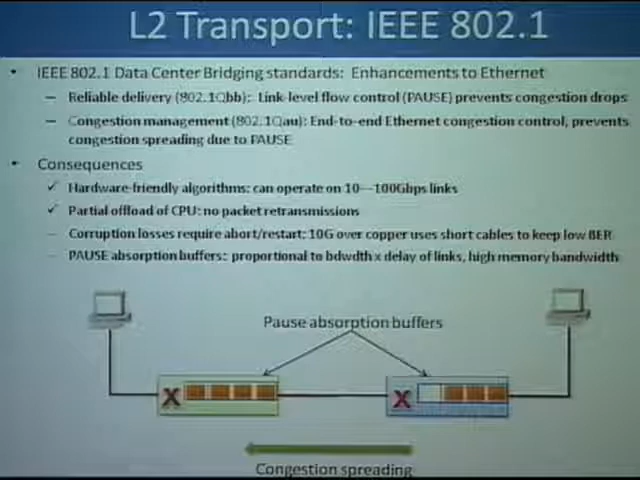 L2 Transport: IEEE 802.1
• IEEE 802.1 Data Center Bridging standards: Enhancements to Ethernet
– Reliable delivery (802.1Qbb): Link-level flow control (PAUSE) prevents congestion drops
– Congestion management (802.1Qau): End-to-end Ethernet congestion control, prevents
congestion spreading due to PAUSE
• Consequences
✓ Hardware-friendly algorithms: can operate on 10—100Gbps links
✓ Partial offload of CPU: no packet retransmissions
– Corruption losses require abort/restart: 10G over copper uses short cables to keep low BER
– PAUSE absorption buffers: proportional to bdwdth x delay of links, high memory bandwidth
Pause absorption buffers
X X
Congestion spreading